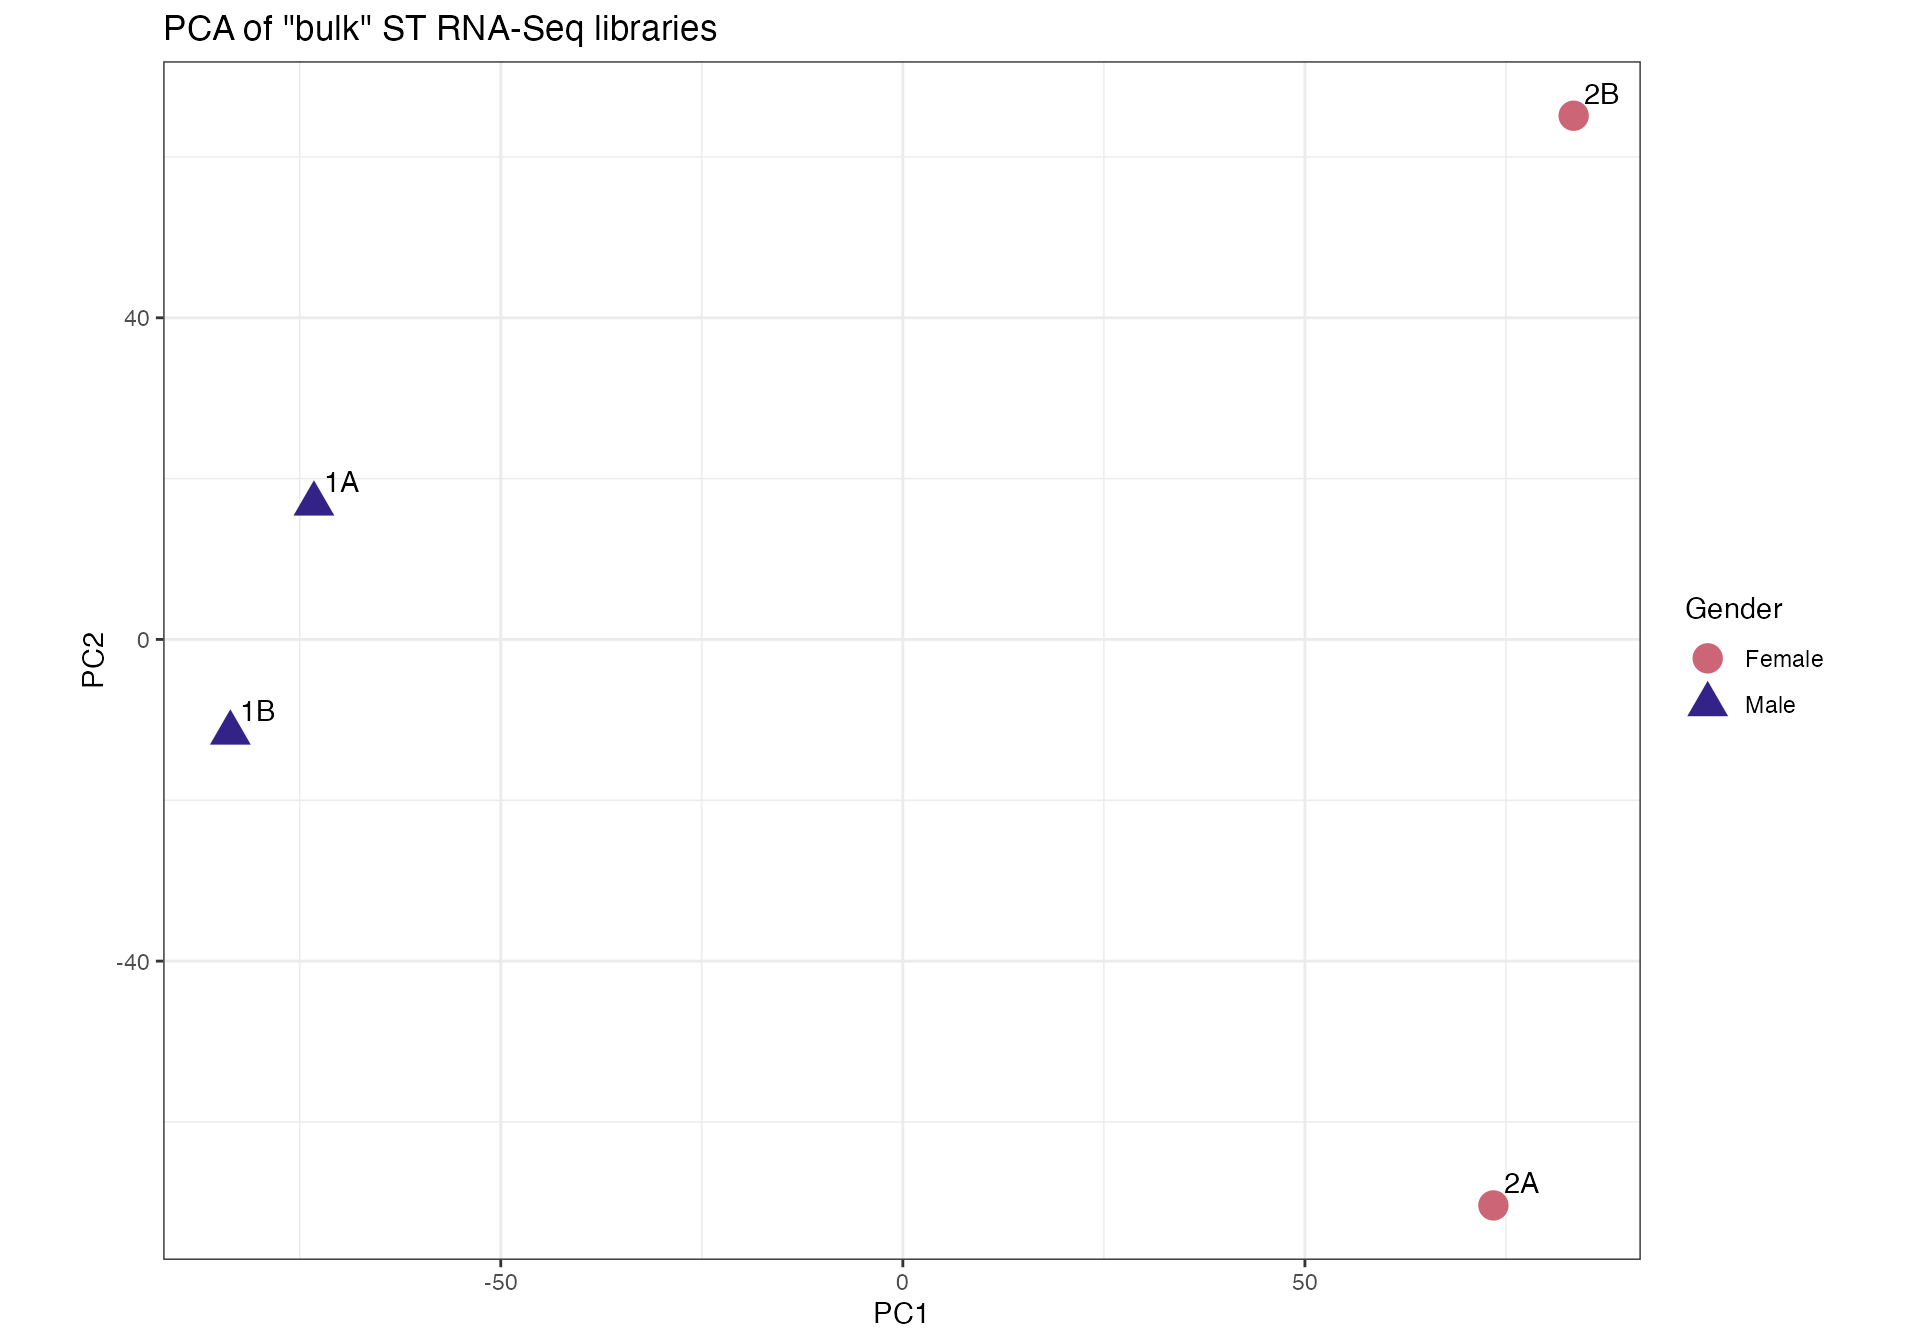 PCA of "bulk" ST RNA-Seq libraries
2B
40
1A
0
1B
-40
2A
-50
0
50
PC1
PC2
Gender
Female
Male